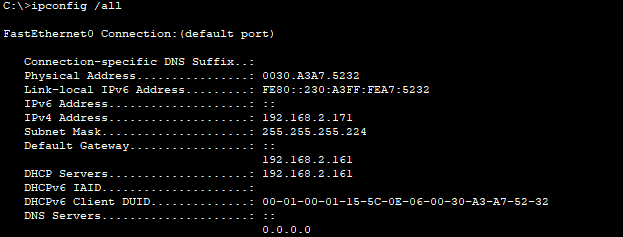 C:\>ipconfig /all
FastEthernet0 Connection:(default port)
Connection-specific DNS Suffix..:
Physical Address................: 0030.A3A7.5232
Link-local IPv6 Address.........: FE80::230:A3FF:FEA7:5232
IPv6 Address....................: ::
IPv4 Address....................: 192.168.2.171
Subnet Mask.....................: 255.255.255.224
Default Gateway.................: ::
192.168.2.161
DHCP Servers....................: 192.168.2.161
DHCPv6 IAID.....................:
DHCPv6 Client DUID..............: 00-01-00-01-15-5C-0E-06-00-30-A3-A7-52-32
DNS Servers.....................: ::
0.0.0.0